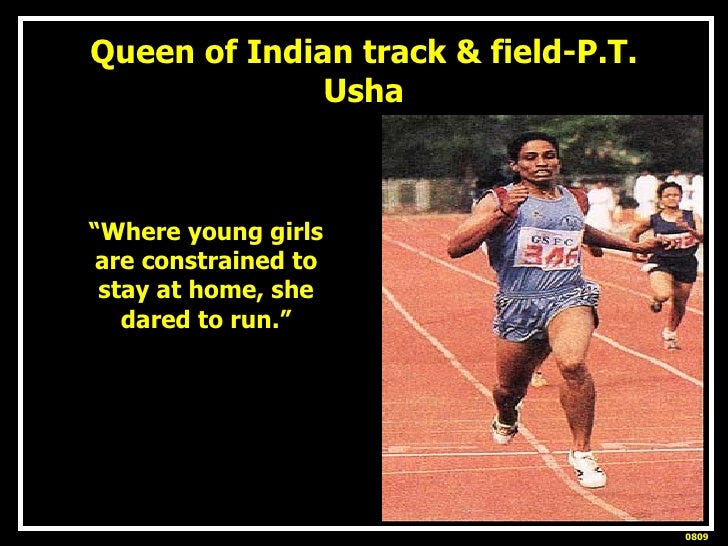 Queen of Indian track & field-P.T.
Usha
“Where young girls
are constrained to
stay at home, she
dared to run.”
GSFC
346
0809